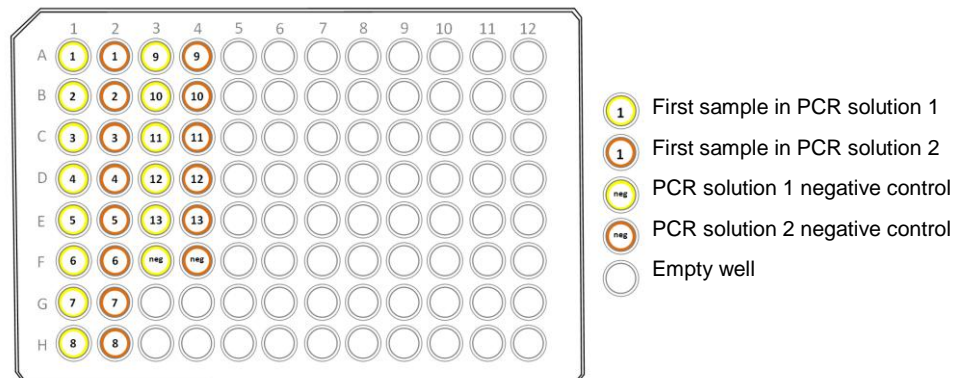 1 2 3 4 5 6 7 8 9 10 11 12
A 1 1 9 9
B 2 2 10 10
C 3 3 11 11
D 4 4 12 12
E 5 5 13 13
F 6 6 neg neg
G 7 7
H 8 8
1 First sample in PCR solution 1
1 First sample in PCR solution 2
neg PCR solution 1 negative control
neg PCR solution 2 negative control
Empty well